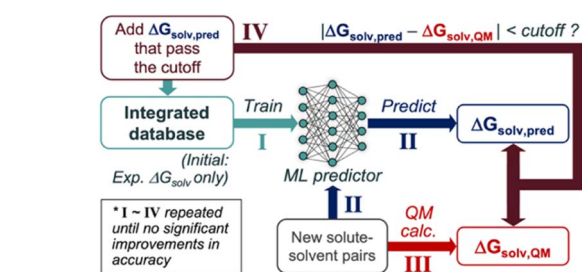 Add ΔGsolv,pred
that pass
the cutoff
IV
|ΔGsolv,pred − ΔGsolv,QM| < cutoff ?
Integrated
database
Train
I
Predict
II
ΔGsolv,pred
(Initial:
Exp. ΔGsolv only)
ML predictor
II
* I ~ IV repeated
until no significant
improvements in
accuracy
New solute-
solvent pairs
QM
calc.
III
ΔGsolv,QM